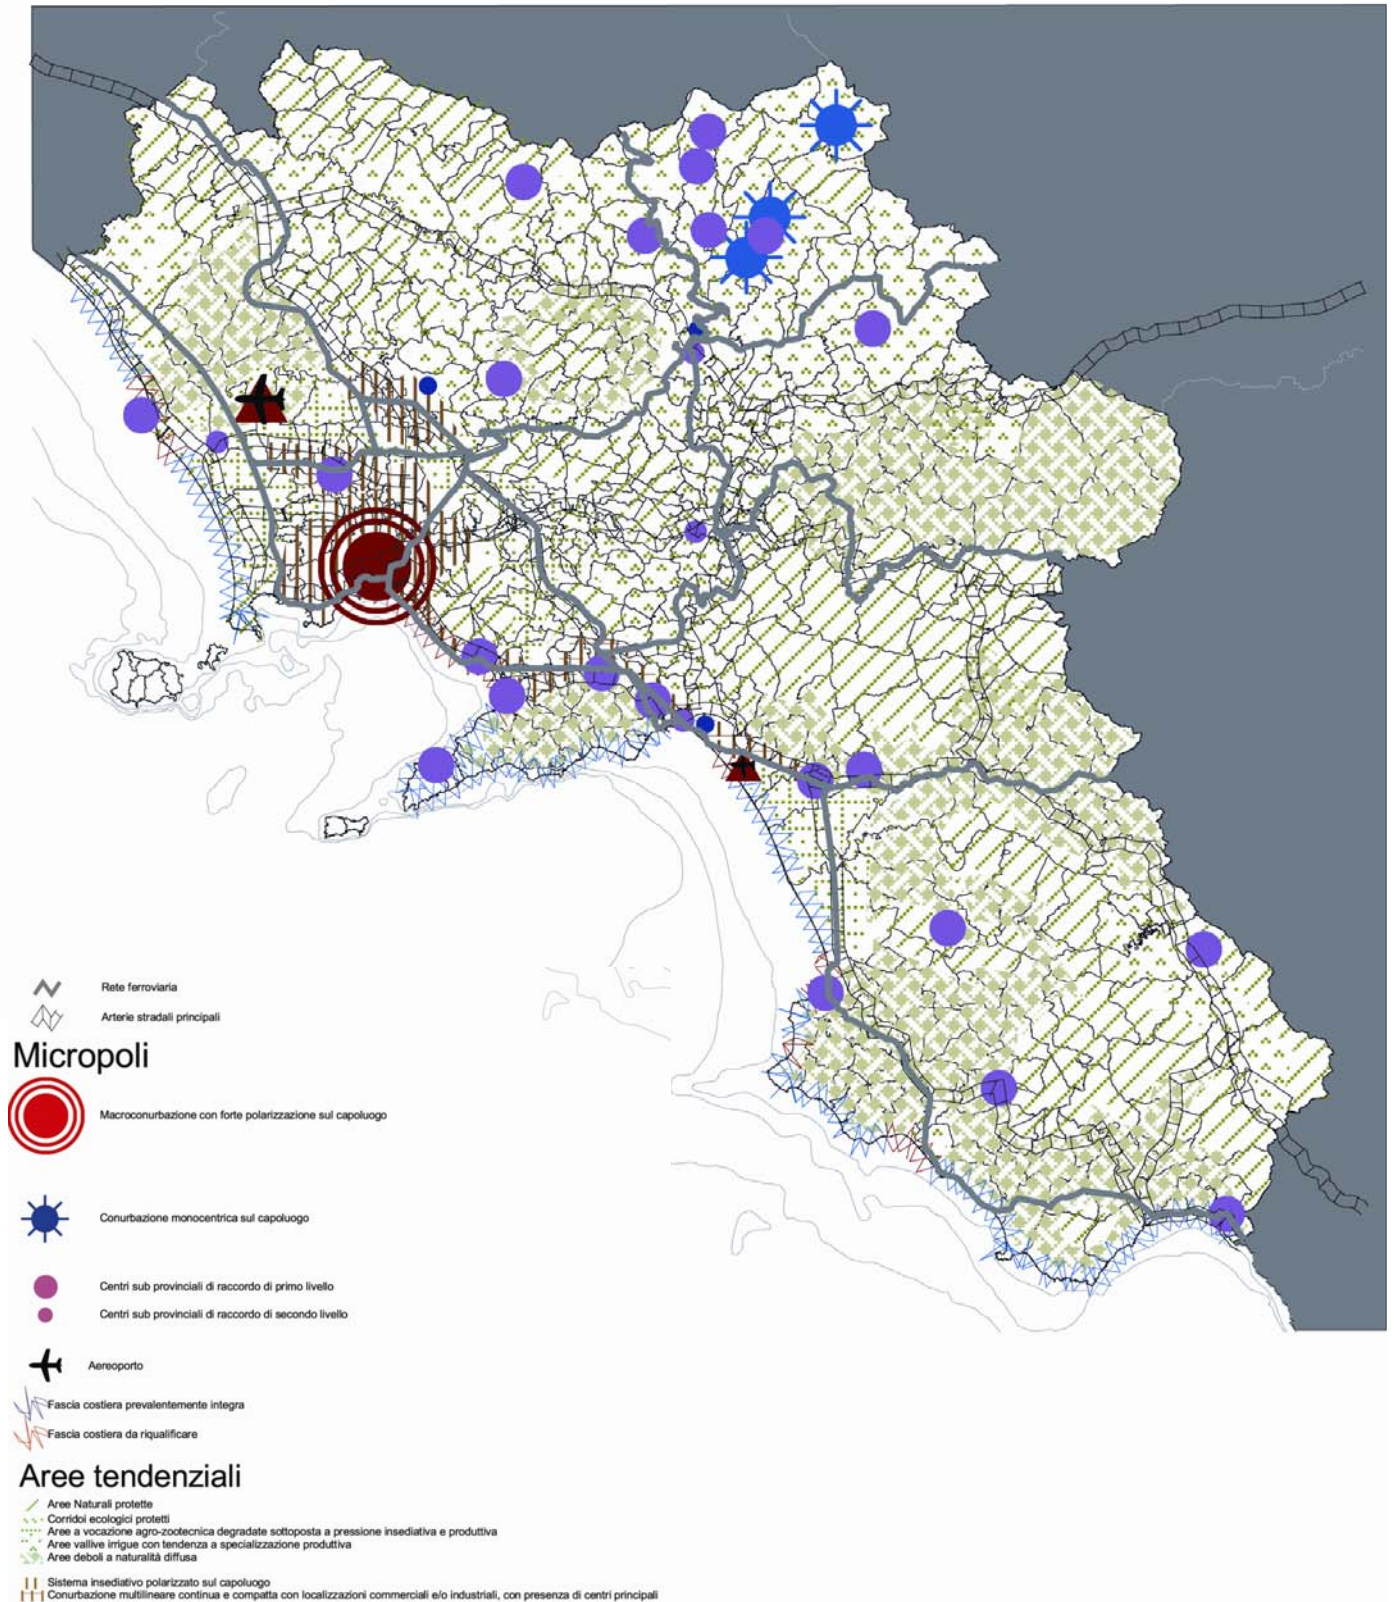 Rete ferroviaria
Arterie stradali principali
Micropoli
Macroconurbazione con forte polarizzazione sul capoluogo
Conurbazione monocentrica sul capoluogo
Centri sub provinciali di raccordo di primo livello
Centri sub provinciali di raccordo di secondo livello
Aereoporto
Fascia costiera prevalentemente integra
Fascia costiera da riqualificare
Aree tendenziali
Aree Naturali protette
Corridoi ecologici protetti
Aree a vocazione agro-zootecnica degradate sottoposta a pressione insediativa e produttiva
Aree vallive irrigue con tendenza a specializzazione produttiva
Aree deboli a naturalità diffusa
Sistema insediativo polarizzato sul capoluogo
Conurbazione multilineare continua e compatta con localizzazioni commerciali e/o industriali, con presenza di centri principali